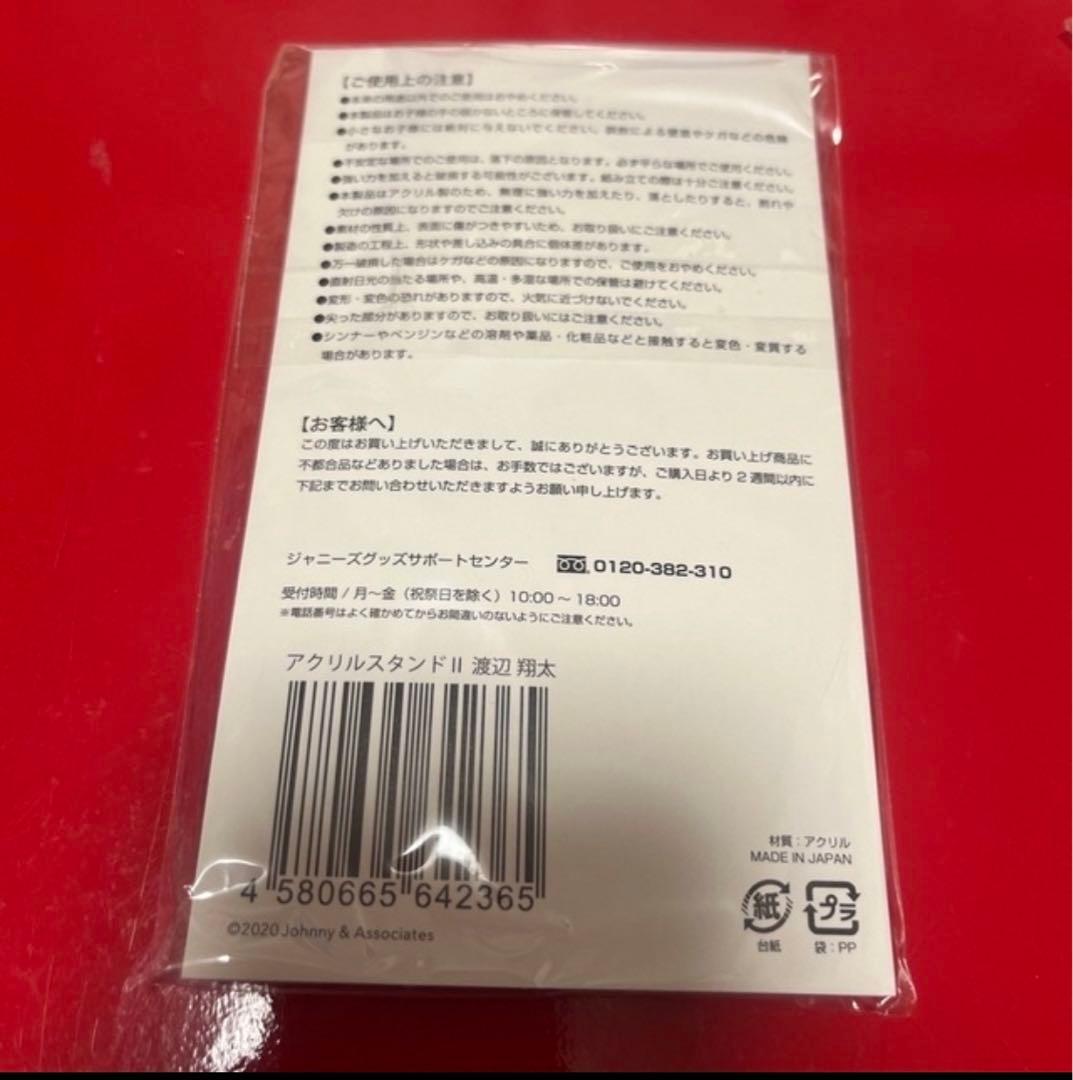 【ご使用上の注意】
●本来の用途以外でのご使用はおやめください。
●本製品はお子様の手の届かないところに保管してください。
●小さなお子様には絶対に与えないでください。誤飲による窒息やケガなどの危険
があります。
●不安定な場所でのご使用は、落下の原因となります。必ず平らな場所でご使用ください。
●強い力を加えると破損する可能性がございます。組み立ての際は十分ご注意ください。
●本製品はアクリル製のため、無理に強い力を加えたり、落としたりすると、割れや
欠けの原因になりますのでご注意ください。
●素材の性質上、表面に傷がつきやすいため、お取り扱いにご注意ください。
●製造の工程上、形状や差し込みの具合に個体差があります。
●万一破損した場合はケガなどの原因になりますので、ご使用をおやめください。
●直射日光の当たる場所や、高温・多湿な場所での保管は避けてください。
●変形・変色の恐れがありますので、火気に近づけないでください。
●尖った部分がありますので、お取り扱いにはご注意ください。
●シンナーやベンジンなどの溶剤や薬品・化粧品などと接触すると変色・変質する
場合があります。
【お客様へ】
この度はお買い上げいただきまして、誠にありがとうございます。お買い上げ商品に
不都合品などありました場合は、お手数ではございますが、ご購入日より2週間以内に
下記までお問い合わせいただきますようお願い申し上げます。
ジャニーズグッズサポートセンター 0120-382-310
受付時間 / 月〜金（祝祭日を除く）10:00 〜 18:00
※電話番号はよく確かめてからお間違いのないようにご注意ください。
アクリルスタンドⅡ 渡辺 翔太
4 580665 642365
©2020 Johnny & Associates
材質：アクリル
MADE IN JAPAN
紙 プラ
台紙 袋：PP